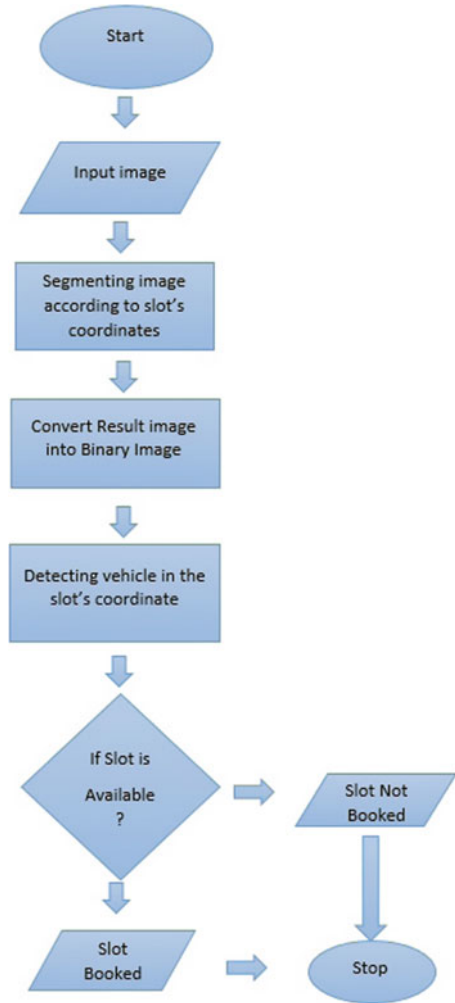 Start
Input image
Segmenting image
according to slot's
coordinates
Convert Result image
into Binary Image
Detecting vehicle in the
slot's coordinate
If Slot is
Available
?
Slot Not
Booked
Slot
Booked
Stop